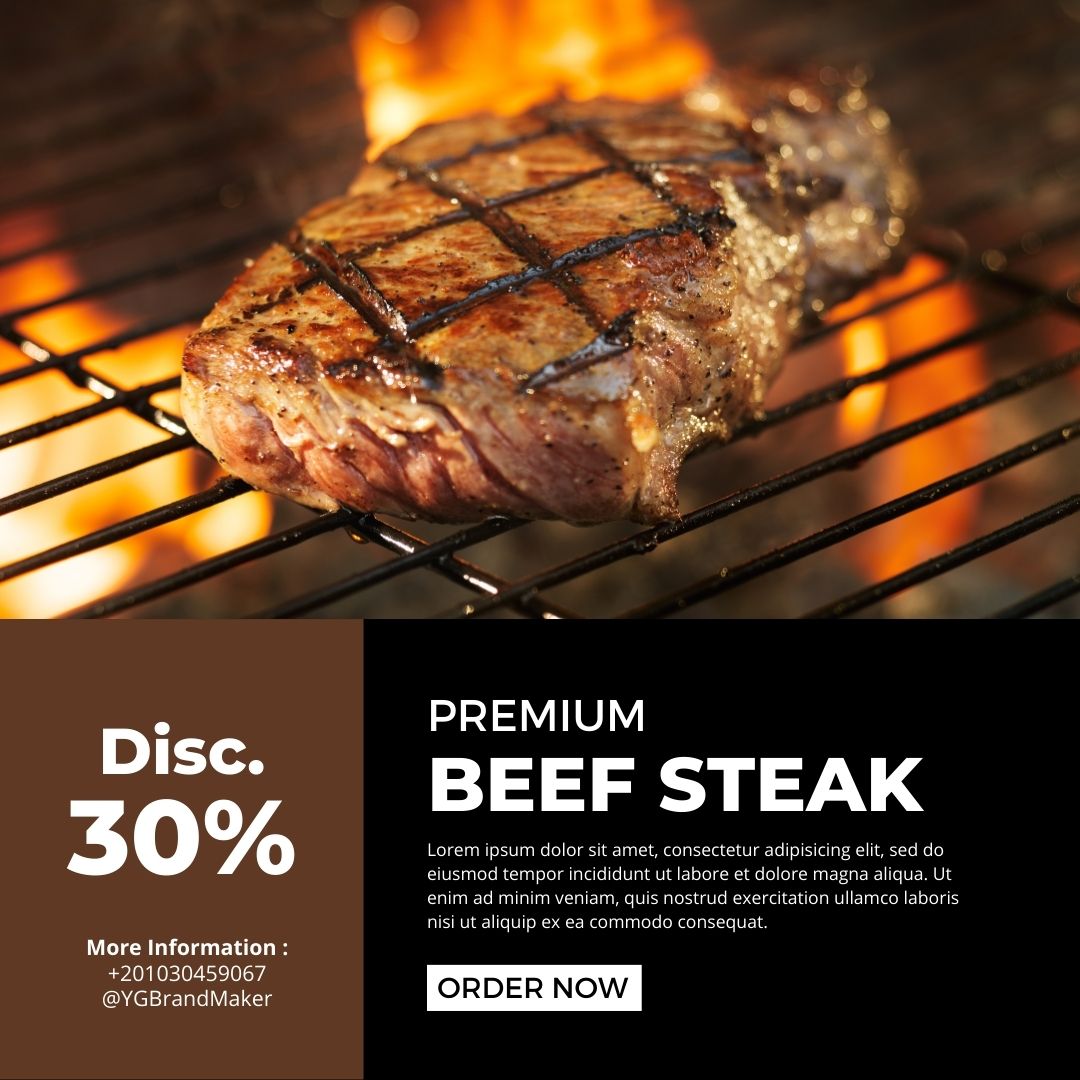 Disc.
30%
More Information :
+201030459067
@YGBrandMaker
PREMIUM
BEEF STEAK
Lorem ipsum dolor sit amet, consectetur adipisicing elit, sed do
eiusmod tempor incididunt ut labore et dolore magna aliqua. Ut
enim ad minim veniam, quis nostrud exercitation ullamco laboris
nisi ut aliquip ex ea commodo consequat.
ORDER NOW